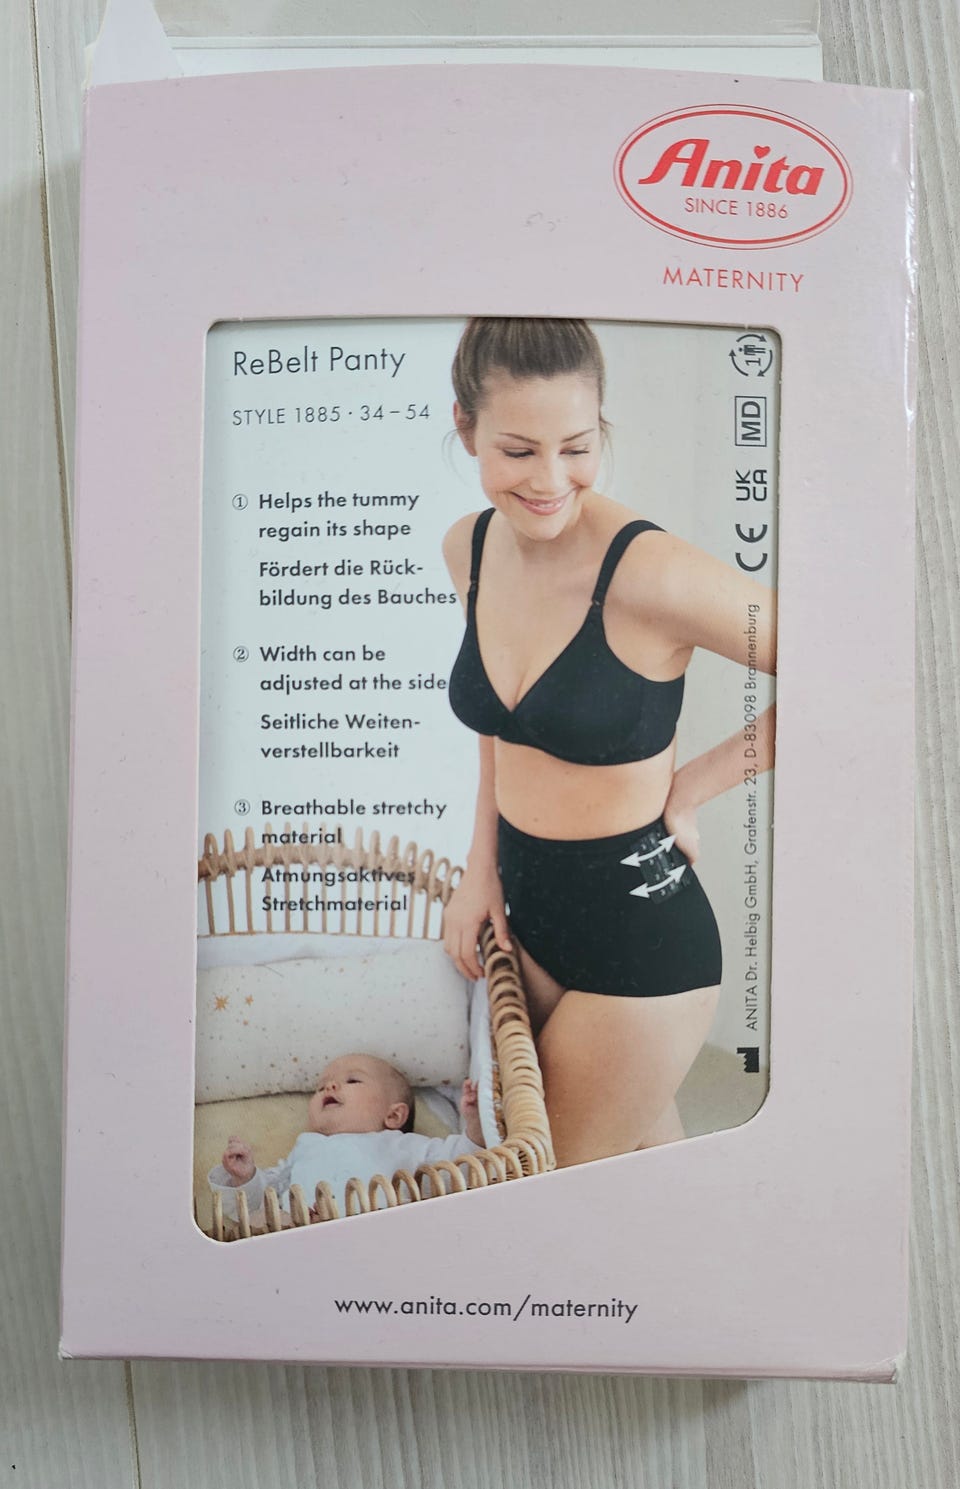 Anita
SINCE 1886
MATERNITY
ReBelt Panty
STYLE 1885 · 34 – 54
① Helps the tummy
regain its shape
Fördert die Rück-
bildung des Bauches
② Width can be
adjusted at the side
Seitliche Weiten-
verstellbarkeit
③ Breathable stretchy
material
Atmungsaktives
Stretchmaterial
1
MD
UK
CA
CE
ANITA Dr. Helbig GmbH, Grafenstr. 23, D-83098 Brannenburg
www.anita.com/maternity